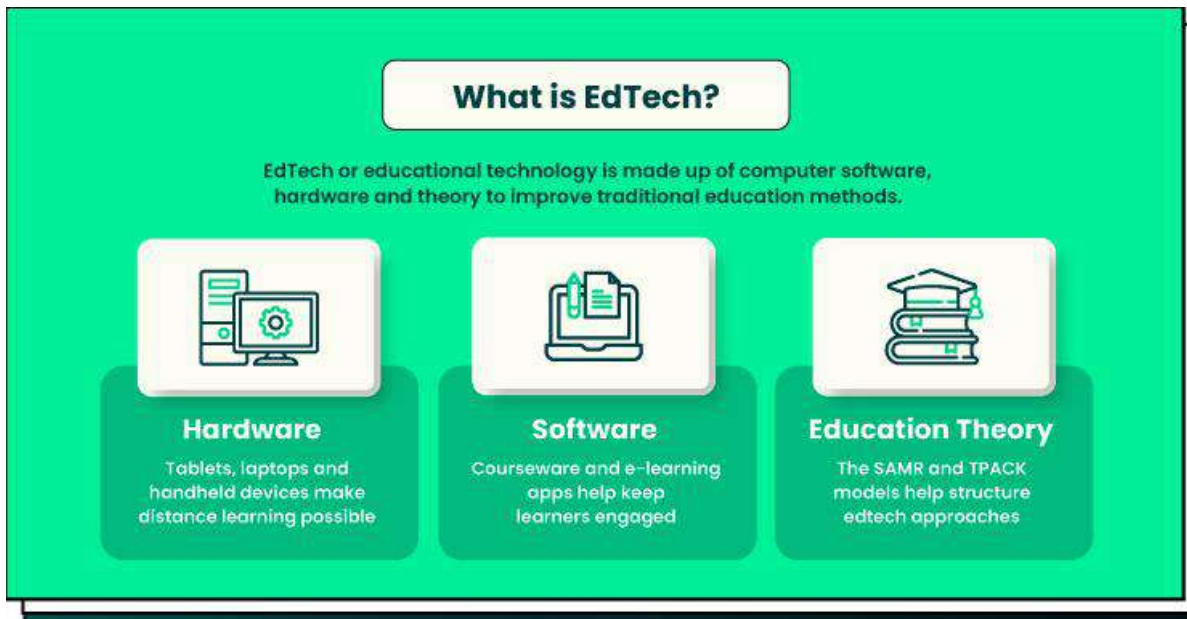 What is EdTech?
EdTech or educational technology is made up of computer software,
hardware and theory to improve traditional education methods.
Hardware
Tablets, laptops and
handheld devices make
distance learning possible
Software
Courseware and e-learning
apps help keep
learners engaged
Education Theory
The SAMR and TPACK
models help structure
edtech approaches